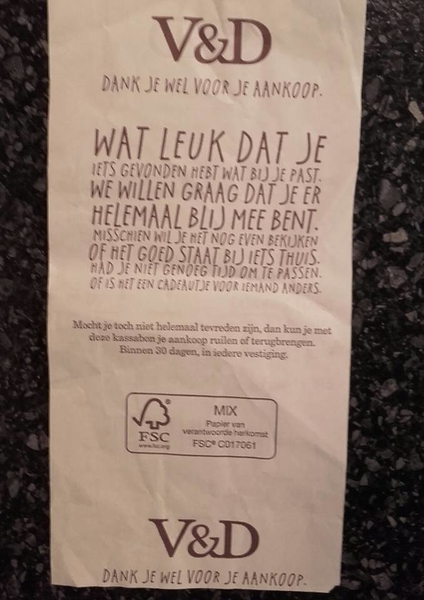 V&D
DANK JE WEL VOOR JE AANKOOP.
WAT LEUK DAT JE
IETS GEVONDEN HEBT WAT BIJ JE PAST.
WE WILLEN GRAAG DAT JE ER
HELEMAAL BLIJ MEE BENT.
MISSCHIEN WIL JE HET NOG EVEN BEKIJKEN
OF HET GOED STAAT BIJ IETS THUIS.
HAD JE NIET GENOEG TIJD OM TE PASSEN.
OF IS HET EEN CADEAUTJE VOOR IEMAND ANDERS.
Mocht je toch niet helemaal tevreden zijn, dan kun je met
deze kassabon je aankoop ruilen of terugbrengen.
Binnen 30 dagen, in iedere vestiging.
FSC
www.fsc.org
MIX
Papier van
verantwoorde herkomst
FSC® C017061
V&D
DANK JE WEL VOOR JE AANKOOP.